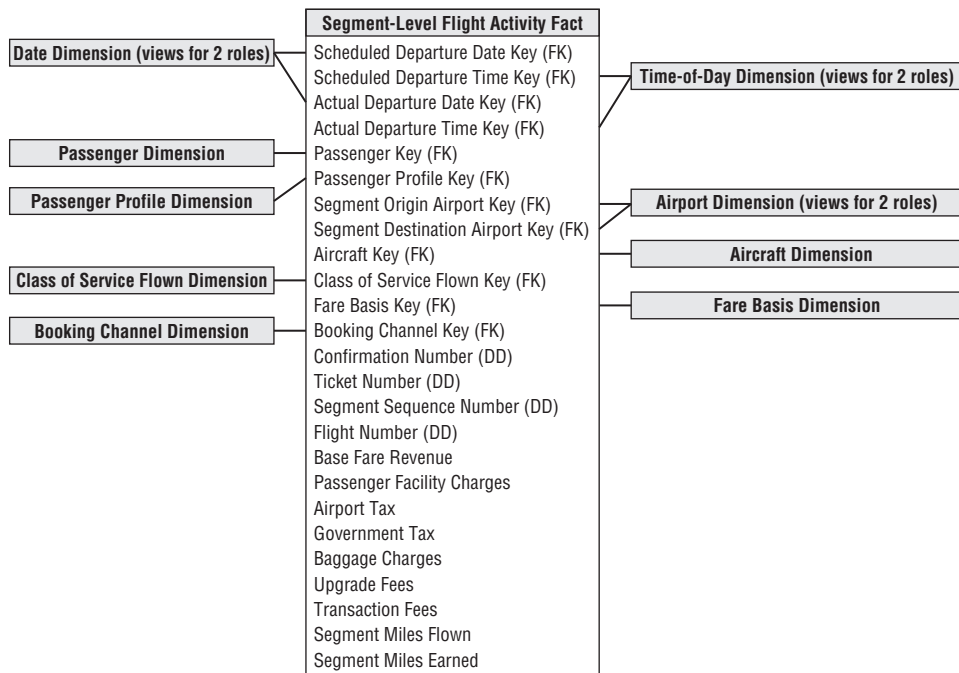 Segment-Level Flight Activity Fact
Date Dimension (views for 2 roles)
Scheduled Departure Date Key (FK)
Scheduled Departure Time Key (FK)
Time-of-Day Dimension (views for 2 roles)
Actual Departure Date Key (FK)
Actual Departure Time Key (FK)
Passenger Dimension
Passenger Key (FK)
Passenger Profile Key (FK)
Passenger Profile Dimension
Segment Origin Airport Key (FK)
Airport Dimension (views for 2 roles)
Segment Destination Airport Key (FK)
Aircraft Key (FK)
Aircraft Dimension
Class of Service Flown Dimension
Class of Service Flown Key (FK)
Fare Basis Key (FK)
Fare Basis Dimension
Booking Channel Dimension
Booking Channel Key (FK)
Confirmation Number (DD)
Ticket Number (DD)
Segment Sequence Number (DD)
Flight Number (DD)
Base Fare Revenue
Passenger Facility Charges
Airport Tax
Government Tax
Baggage Charges
Upgrade Fees
Transaction Fees
Segment Miles Flown
Segment Miles Earned